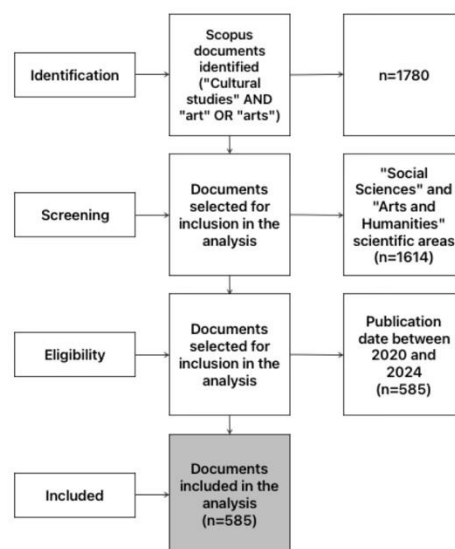 Identification
Scopus
documents
identified
("Cultural
studies" AND
"art" OR "arts")
n=1780
Screening
Documents
selected for
inclusion in the
analysis
"Social
Sciences" and
"Arts and
Humanities"
scientific areas
(n=1614)
Eligibility
Documents
selected for
inclusion in the
analysis
Publication
date between
2020 and
2024
(n=585)
Included
Documents
included in the
analysis
(n=585)